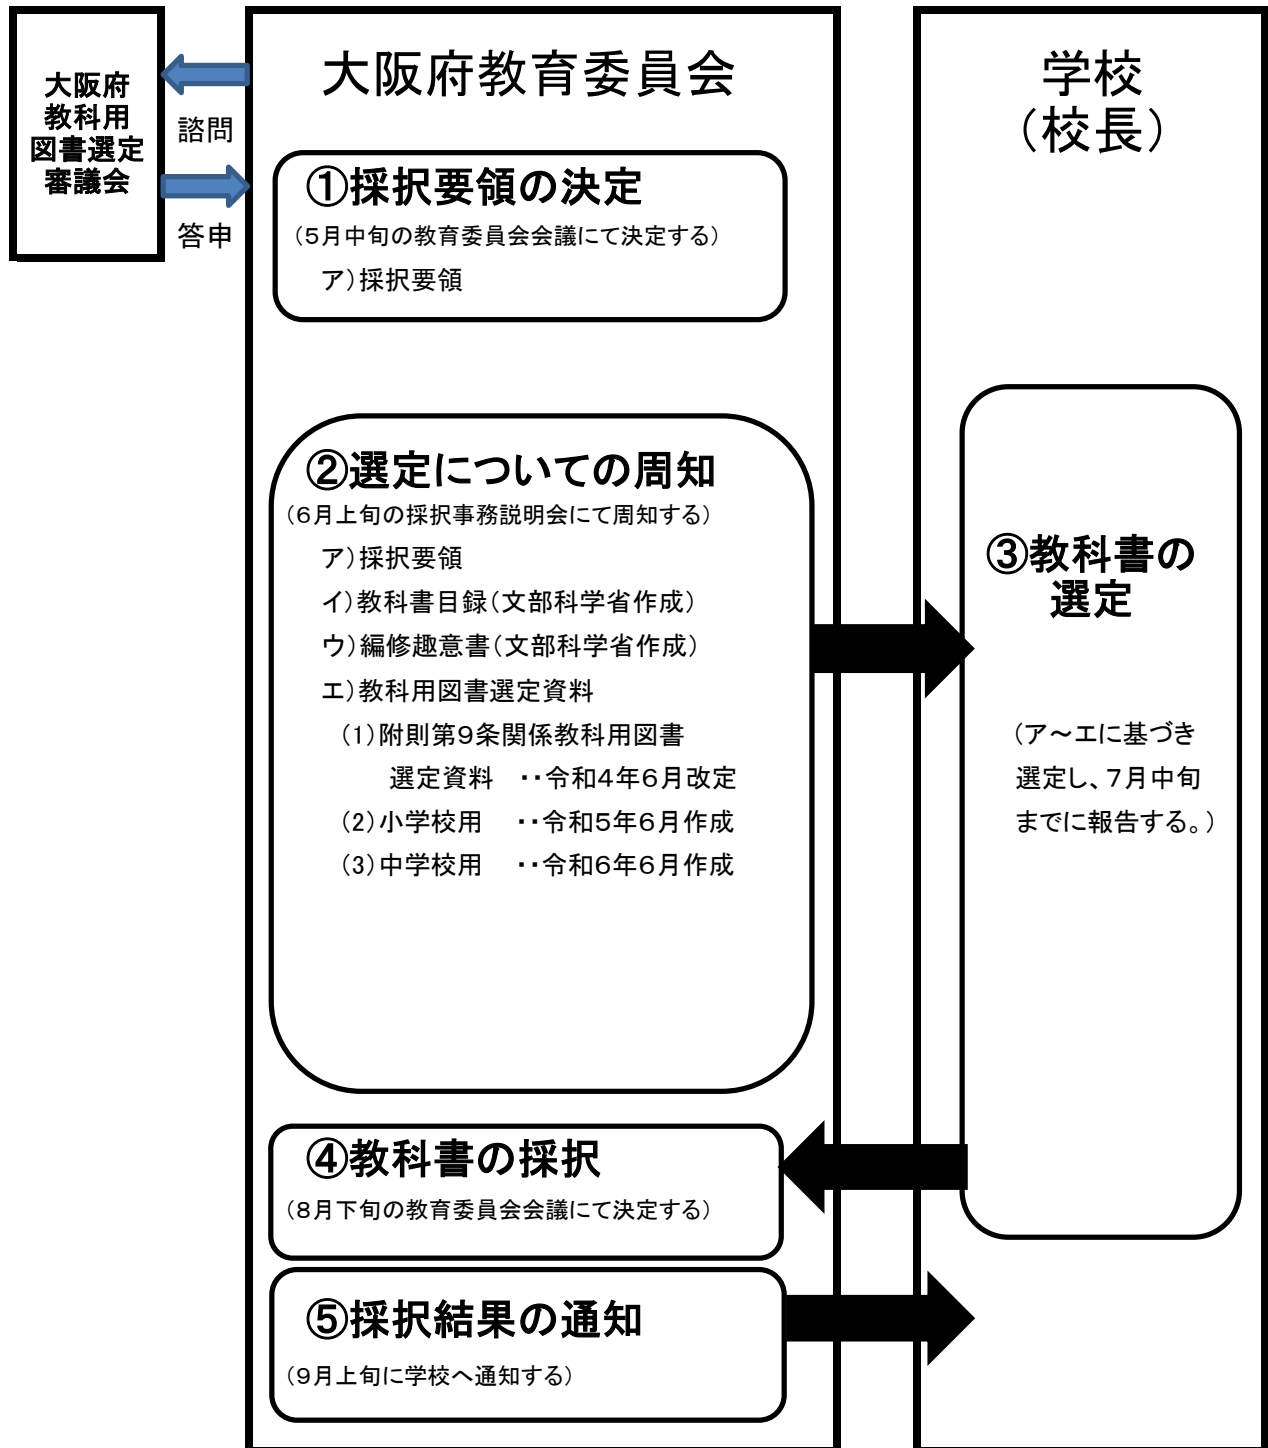 大阪府
教科用
図書選定
審議会
諮問
答申
大阪府教育委員会
①採択要領の決定
（５月中旬の教育委員会会議にて決定する）
ア）採択要領
②選定についての周知
（６月上旬の採択事務説明会にて周知する）
ア）採択要領
イ）教科書目録（文部科学省作成）
ウ）編修趣意書（文部科学省作成）
エ）教科用図書選定資料
（1）附則第９条関係教科用図書
選定資料　・・令和４年６月改定
（2）小学校用　・・令和５年６月作成
（3）中学校用　・・令和６年６月作成
④教科書の採択
（８月下旬の教育委員会会議にて決定する）
⑤採択結果の通知
（９月上旬に学校へ通知する）
学校
（校長）
③教科書の
選定
（ア～エに基づき
選定し、７月中旬
までに報告する。）